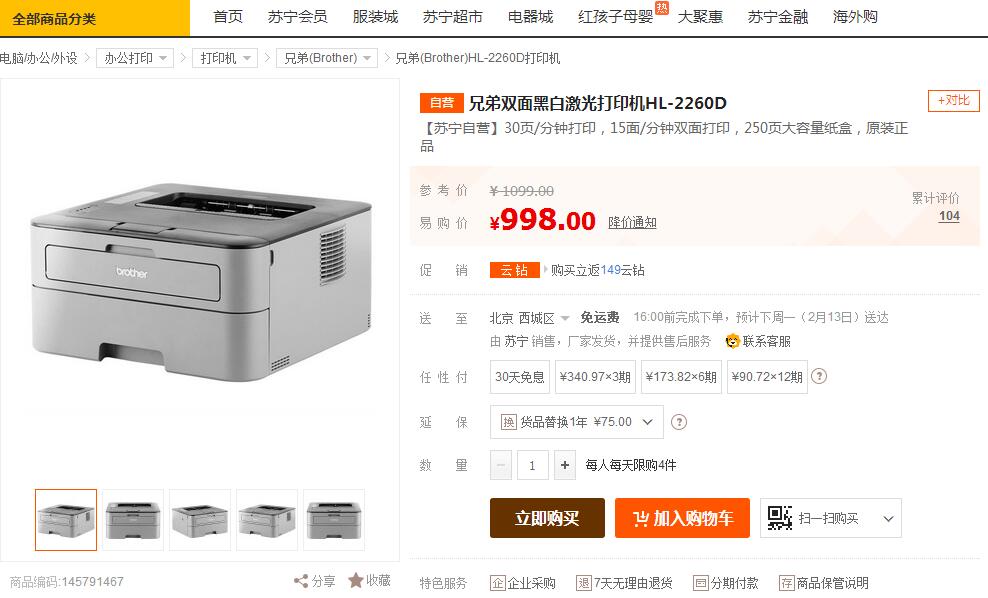 全部商品分类 首页 苏宁会员 服装城 苏宁超市 电器城 红孩子母婴 热 大聚惠 苏宁金融 海外购
电脑/办公/外设 办公打印 打印机 兄弟(Brother) 兄弟(Brother)HL-2260D打印机
brother
商品编码:145791467 分享 收藏
自营 兄弟双面黑白激光打印机HL-2260D +对比
【苏宁自营】30页/分钟打印，15面/分钟双面打印，250页大容量纸盒，原装正
品
参考价 ¥ 1099.00 累计评价
易购价 ¥998.00 降价通知 104
促销 云钻 购买立返149云钻
送至 北京 西城区 免运费 16:00前完成下单，预计下周一（2月13日）送达
由 苏宁 销售，厂家发货，并提供售后服务 联系客服
任性付 30天免息 ¥340.97×3期 ¥173.82×6期 ¥90.72×12期 ?
延保 换 货品替换1年 ¥75.00 ?
数量 − 1 + 每人每天限购4件
立即购买 加入购物车 扫一扫购买
特色服务 企 企业采购 退 7天无理由退货 分期付款 存 商品保管说明